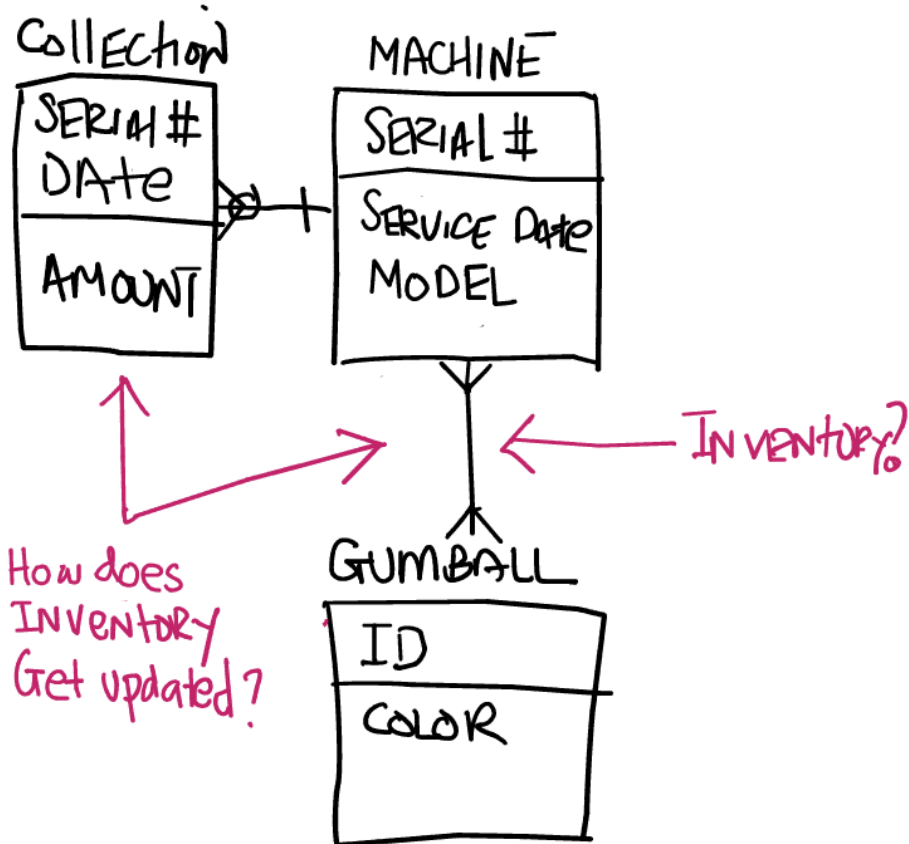 Collection
SERIAL #
DAte
AMOUNT
MACHINE
SERIAL #
SERVICE Date
MODEL
INVENTORY?
How does
INVENTORY
Get updated?
GUMBALL
ID
COLOR